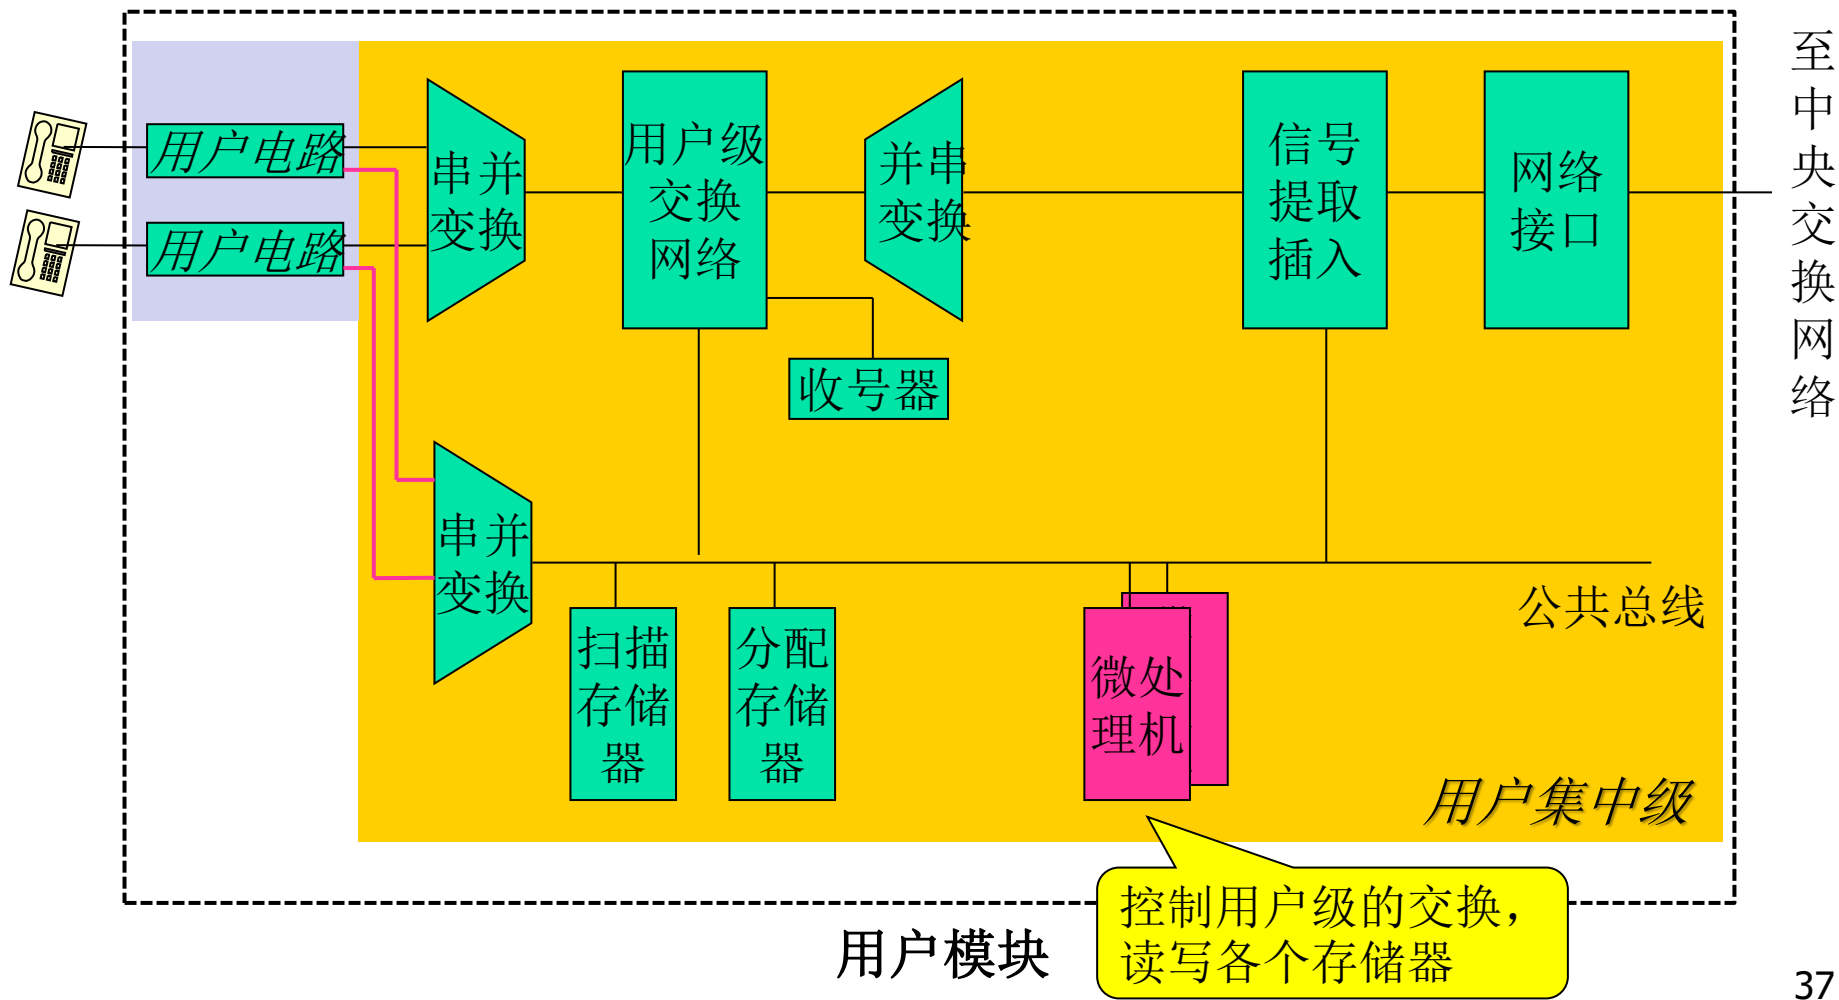 用户电路
用户电路
串并
变换
用户级
交换
网络
并串
变换
信号
提取
插入
网络
接口
至
中
央
交
换
网
络
收号器
串并
变换
公共总线
扫描
存储
器
分配
存储
器
微处
理机
用户集中级
控制用户级的交换，
读写各个存储器
用户模块
37